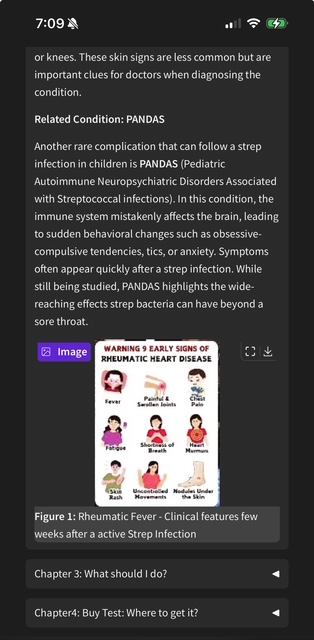 7:09
or knees. These skin signs are less common but are
important clues for doctors when diagnosing the
condition.
Related Condition: PANDAS
Another rare complication that can follow a strep
infection in children is PANDAS (Pediatric
Autoimmune Neuropsychiatric Disorders Associated
with Streptococcal infections). In this condition, the
immune system mistakenly affects the brain, leading
to sudden behavioral changes such as obsessive-
compulsive tendencies, tics, or anxiety. Symptoms
often appear quickly after a strep infection. While
still being studied, PANDAS highlights the wide-
reaching effects strep bacteria can have beyond a
sore throat.
Image
WARNING 9 EARLY SIGNS OF
RHEUMATIC HEART DISEASE
Fever
Painful &
Swollen Joints
Chest
Pain
Fatigue
Shortness of
Breath
Heart
Murmurs
Skin
Rash
Uncontrolled
Movements
Nodules Under
the Skin
Figure 1: Rheumatic Fever - Clinical features few
weeks after a active Strep Infection
Chapter 3: What should I do?
Chapter4: Buy Test: Where to get it?